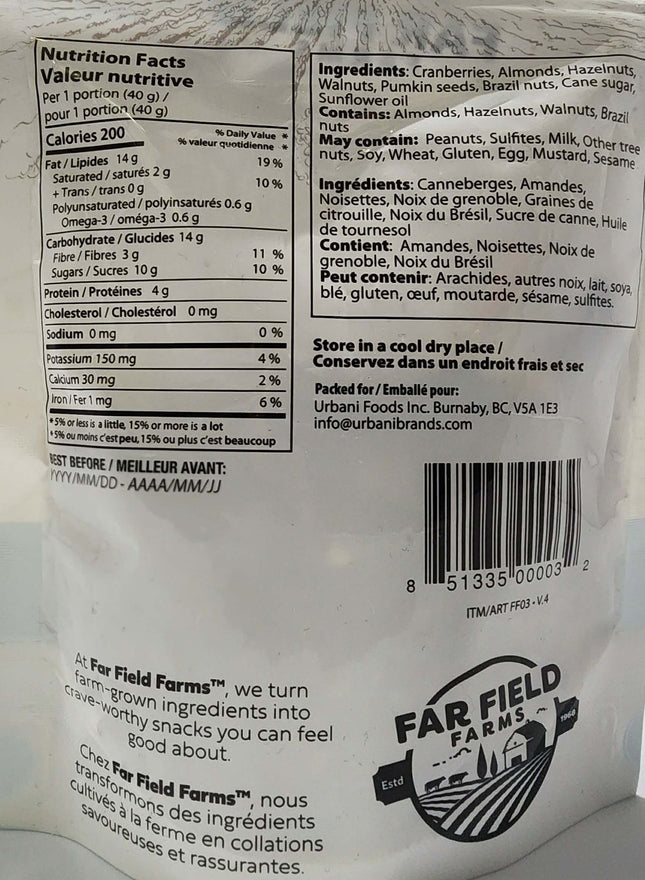 Nutrition Facts
Valeur nutritive
Per 1 portion (40 g) /
pour 1 portion (40 g)
Calories 200
% Daily Value *
% valeur quotidienne *
Fat / Lipides 14 g 19 %
Saturated / saturés 2 g
+ Trans / trans 0 g 10 %
Polyunsaturated / polyinsaturés 0.6 g
Omega-3 / oméga-3 0.6 g
Carbohydrate / Glucides 14 g
Fibre / Fibres 3 g 11 %
Sugars / Sucres 10 g 10 %
Protein / Protéines 4 g
Cholesterol / Cholestérol 0 mg
Sodium 0 mg 0 %
Potassium 150 mg 4 %
Calcium 30 mg 2 %
Iron / Fer 1 mg 6 %
*5% or less is a little, 15% or more is a lot
*5% ou moins c'est peu, 15% ou plus c'est beaucoup
BEST BEFORE / MEILLEUR AVANT:
YYYY/MM/DD - AAAA/MM/JJ
Ingredients: Cranberries, Almonds, Hazelnuts,
Walnuts, Pumkin seeds, Brazil nuts, Cane sugar,
Sunflower oil
Contains: Almonds, Hazelnuts, Walnuts, Brazil
nuts
May contain: Peanuts, Sulfites, Milk, Other tree
nuts, Soy, Wheat, Gluten, Egg, Mustard, Sesame
Ingrédients: Canneberges, Amandes,
Noisettes, Noix de grenoble, Graines de
citrouille, Noix du Brésil, Sucre de canne, Huile
de tournesol
Contient: Amandes, Noisettes, Noix de
grenoble, Noix du Brésil
Peut contenir: Arachides, autres noix, lait, soya,
blé, gluten, œuf, moutarde, sésame, sulfites.
Store in a cool dry place /
Conservez dans un endroit frais et sec
Packed for / Emballé pour:
Urbani Foods Inc. Burnaby, BC, V5A 1E3
info@urbanibrands.com
8 51335 00003 2
ITM/ART FF03 - V.4
At Far Field Farms™, we turn
farm-grown ingredients into
crave-worthy snacks you can feel
good about.
Chez Far Field Farms™, nous
transformons des ingrédients
cultivés à la ferme en collations
savoureuses et rassurantes.
FAR FIELD
FARMS
Estd 1960